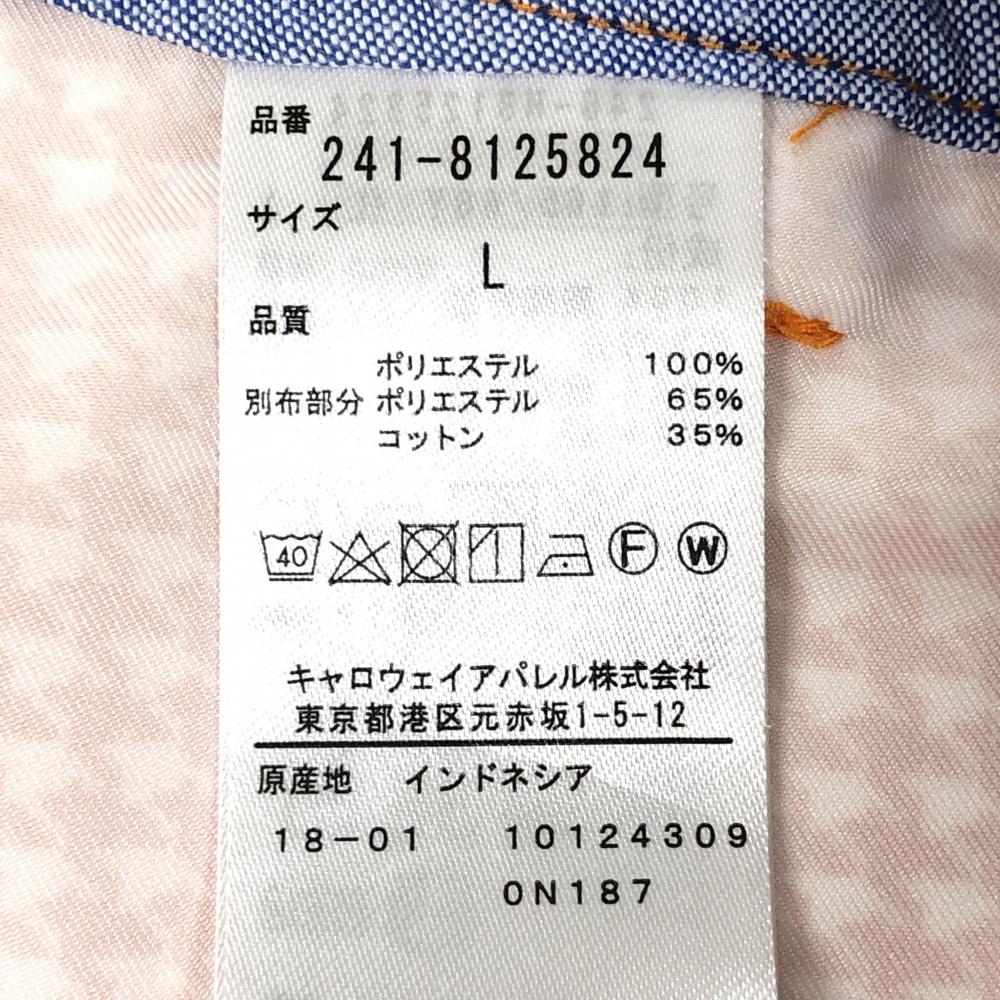 品番
241-8125824
サイズ
L
品質
ポリエステル 100%
別布部分 ポリエステル 65%
コットン 35%
40 F W
キャロウェイアパレル株式会社
東京都港区元赤坂1-5-12
原産地 インドネシア
18-01 10124309
0N187